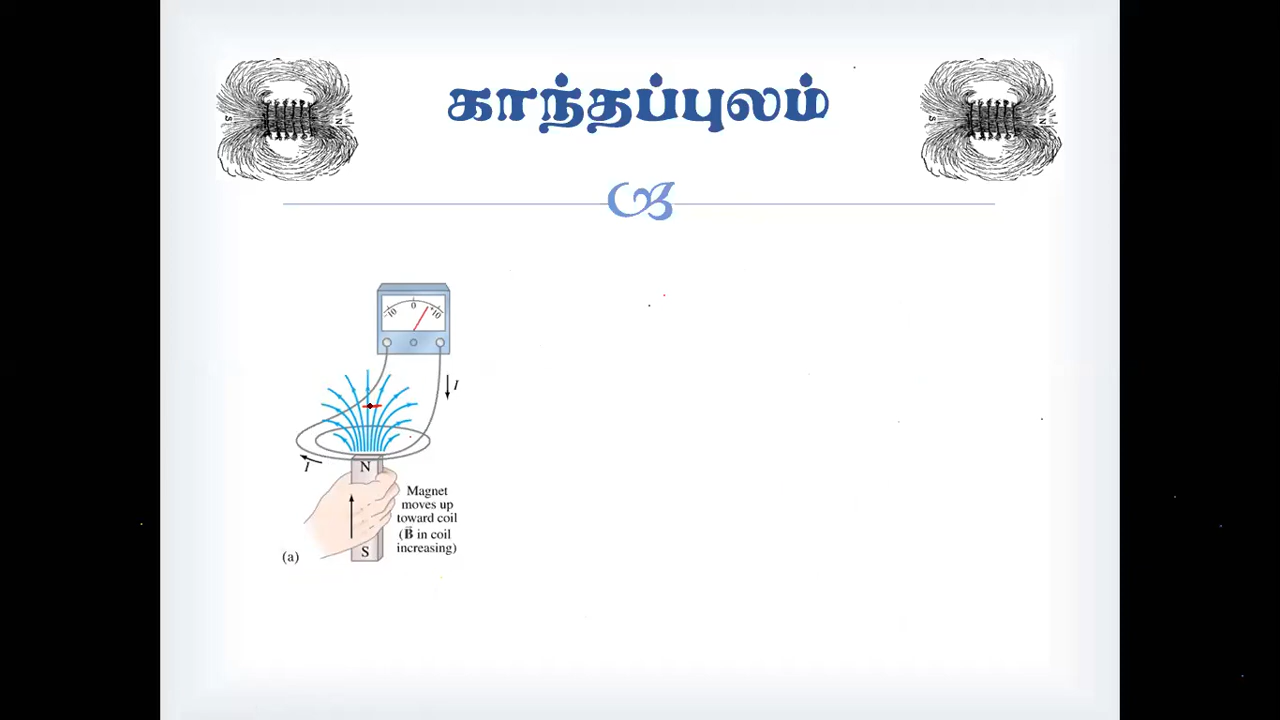 காந்தப்புலம்
S
N
S
N
-10 0 +10
I
I
N
Magnet
moves up
toward coil
(B⃗ in coil
increasing)
S
(a)